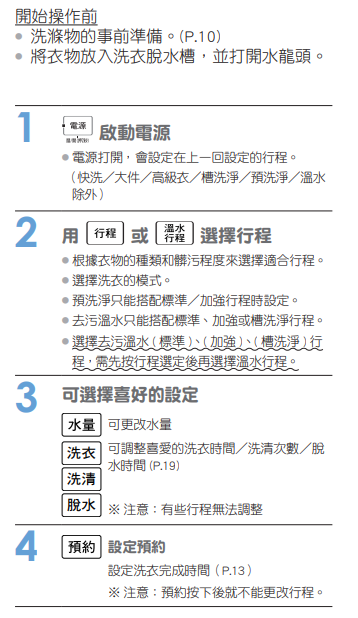 開始操作前
● 洗滌物的事前準備。(P.10)
● 將衣物放入洗衣脫水槽，並打開水龍頭。
1 電源 啟動電源
● 電源打開，會設定在上一回設定的行程。
（快洗／大件／高級衣／槽洗淨／預洗淨／溫水
除外）
2 用 行程 或 溫水行程 選擇行程
● 根據衣物的種類和髒污程度來選擇適合行程。
● 選擇洗衣的模式。
● 預洗淨只能搭配標準／加強行程時設定。
● 去污溫水只能搭配標準、加強或槽洗淨行程。
● 選擇去污溫水（標準）、（加強）、（槽洗淨）行
程，需先按行程選定後再選擇溫水行程。
3 可選擇喜好的設定
水量 可更改水量
洗衣 可調整喜愛的洗衣時間／洗清次數／脫
水時間 (P.19)
洗清
脫水 ※ 注意：有些行程無法調整
4 預約 設定預約
設定洗衣完成時間（P.13）
※ 注意：預約按下後就不能更改行程。